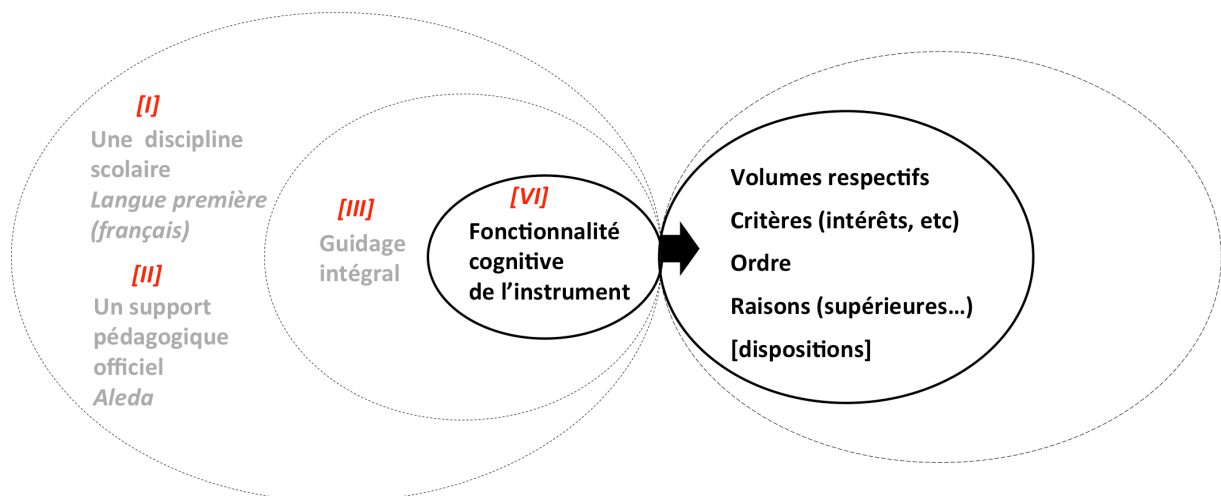 [I]
Une discipline
scolaire
Langue première
(français)
[II]
Un support
pédagogique
officiel
Aleda
[III]
Guidage
intégral
[VI]
Fonctionnalité
cognitive
de l’instrument
Volumes respectifs
Critères (intérêts, etc)
Ordre
Raisons (supérieures…)
[dispositions]